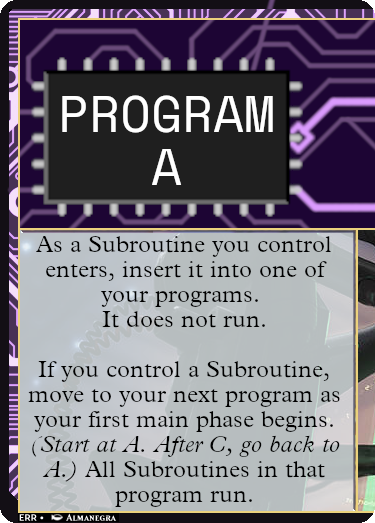 PROGRAM
A
As a Subroutine you control
enters, insert it into one of
your programs.
It does not run.
If you control a Subroutine,
move to your next program as
your first main phase begins.
(Start at A. After C, go back to
A.) All Subroutines in that
program run.
ERR • Almanegra